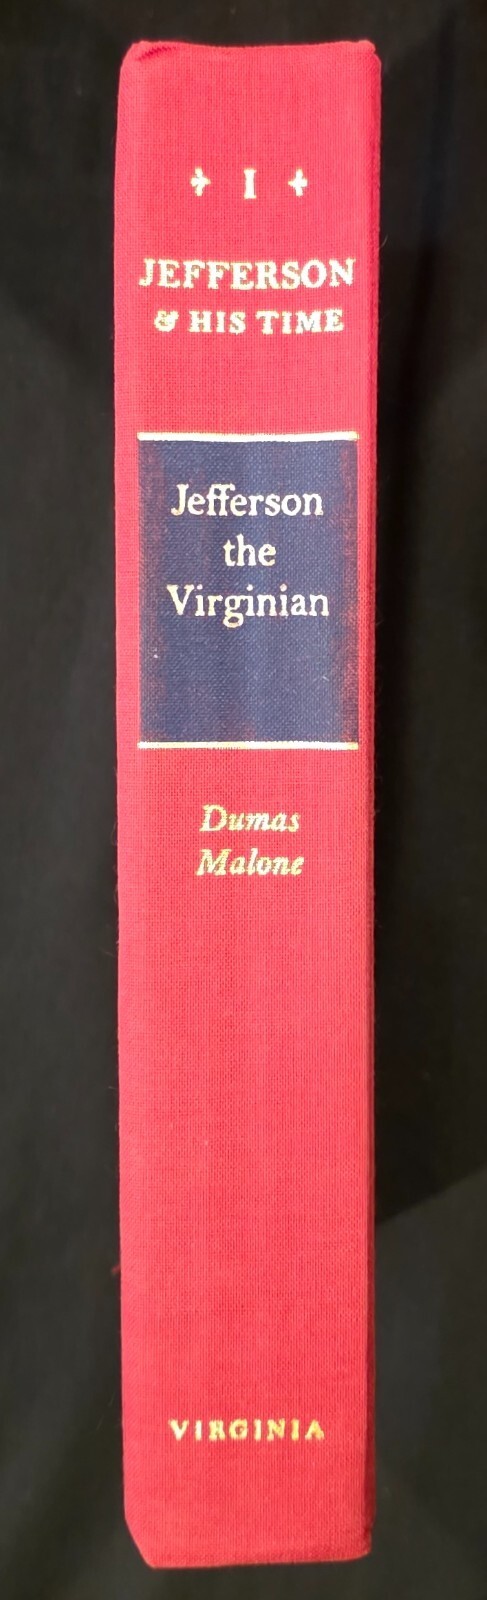 I
JEFFERSON
& HIS TIME
Jefferson
the
Virginian
Dumas
Malone
VIRGINIA